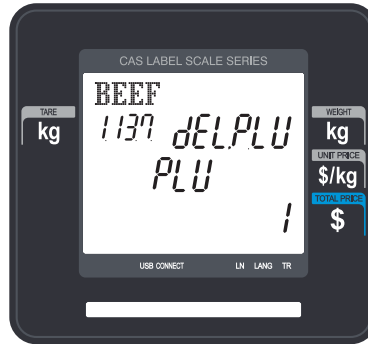 CAS LABEL SCALE SERIES
BEEF
TARE
kg
1137 dEL.PLU
WEIGHT
kg
PLU
UNIT PRICE
$/kg
1
TOTAL PRICE
$
USB CONNECT LN LANG TR